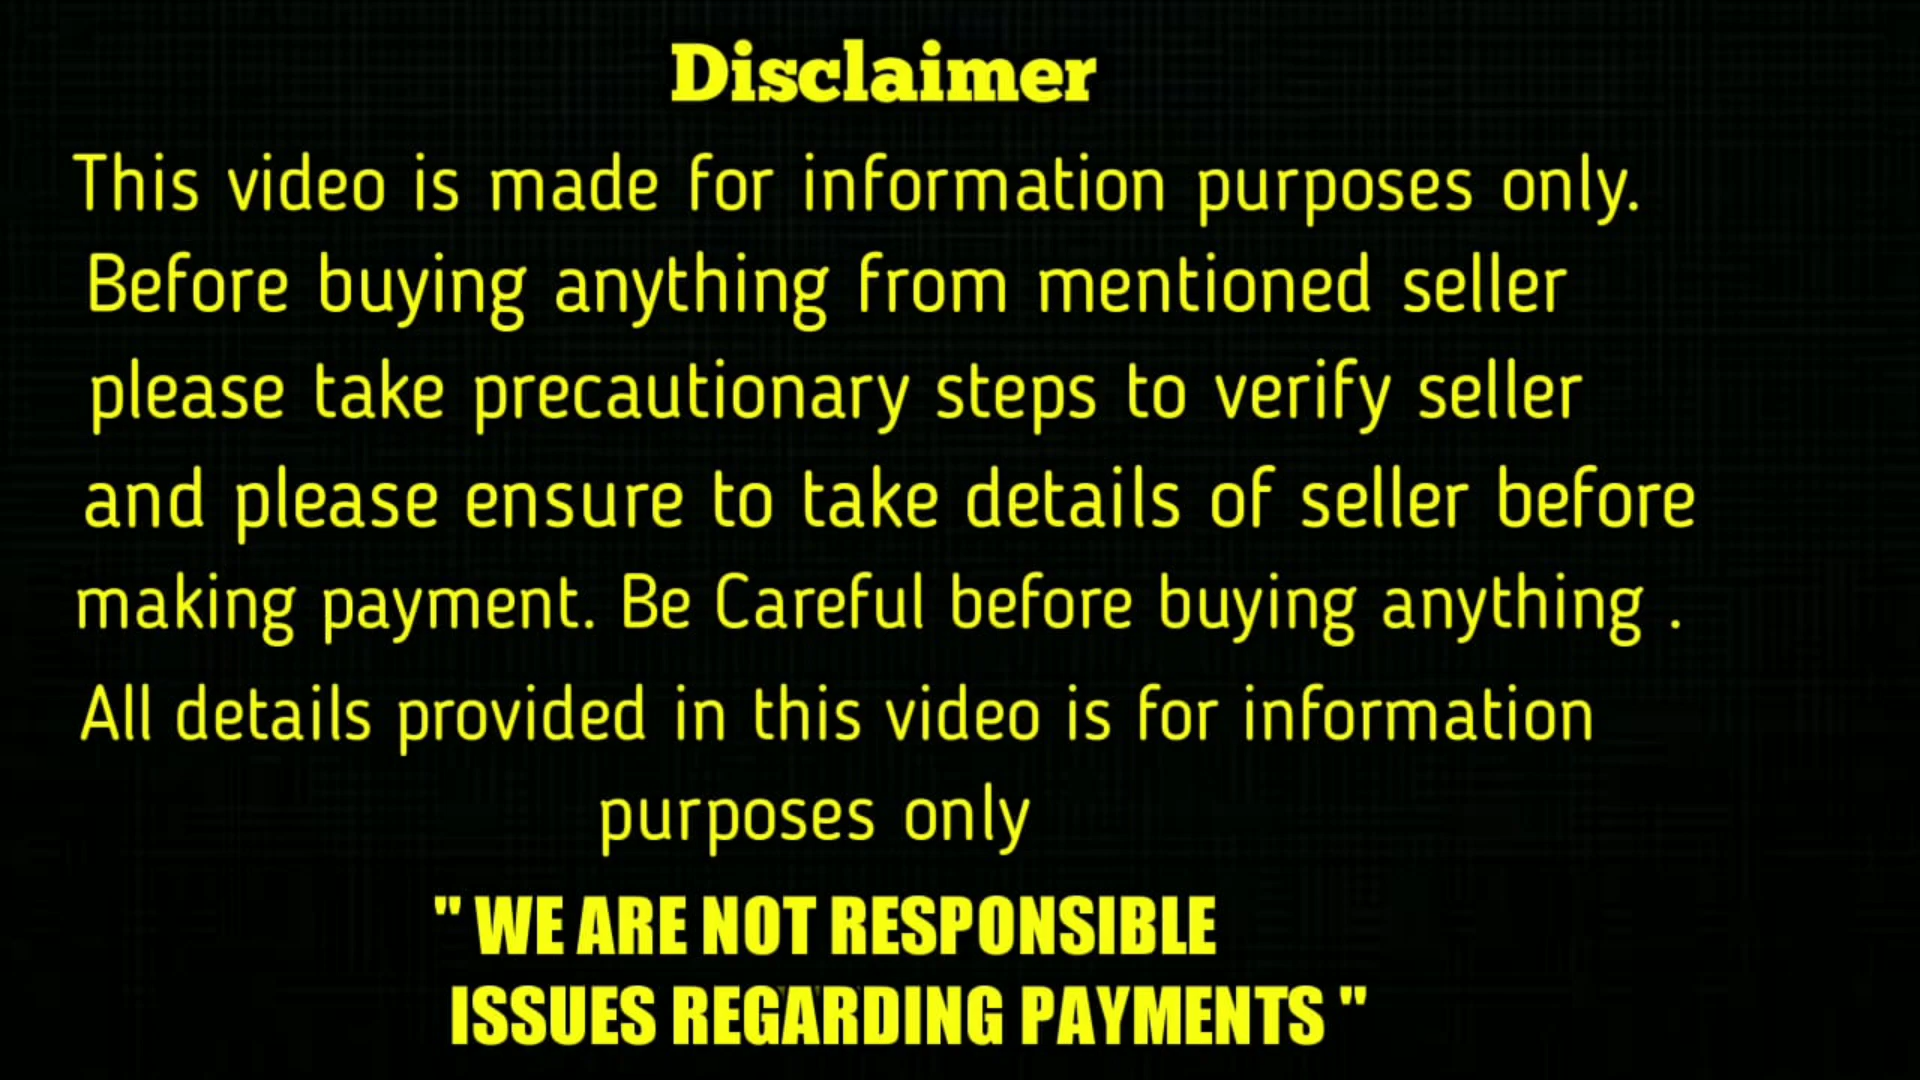 Disclaimer
This video is made for information purposes only.
Before buying anything from mentioned seller
please take precautionary steps to verify seller
and please ensure to take details of seller before
making payment. Be Careful before buying anything .
All details provided in this video is for information
purposes only
" WE ARE NOT RESPONSIBLE
ISSUES REGARDING PAYMENTS "